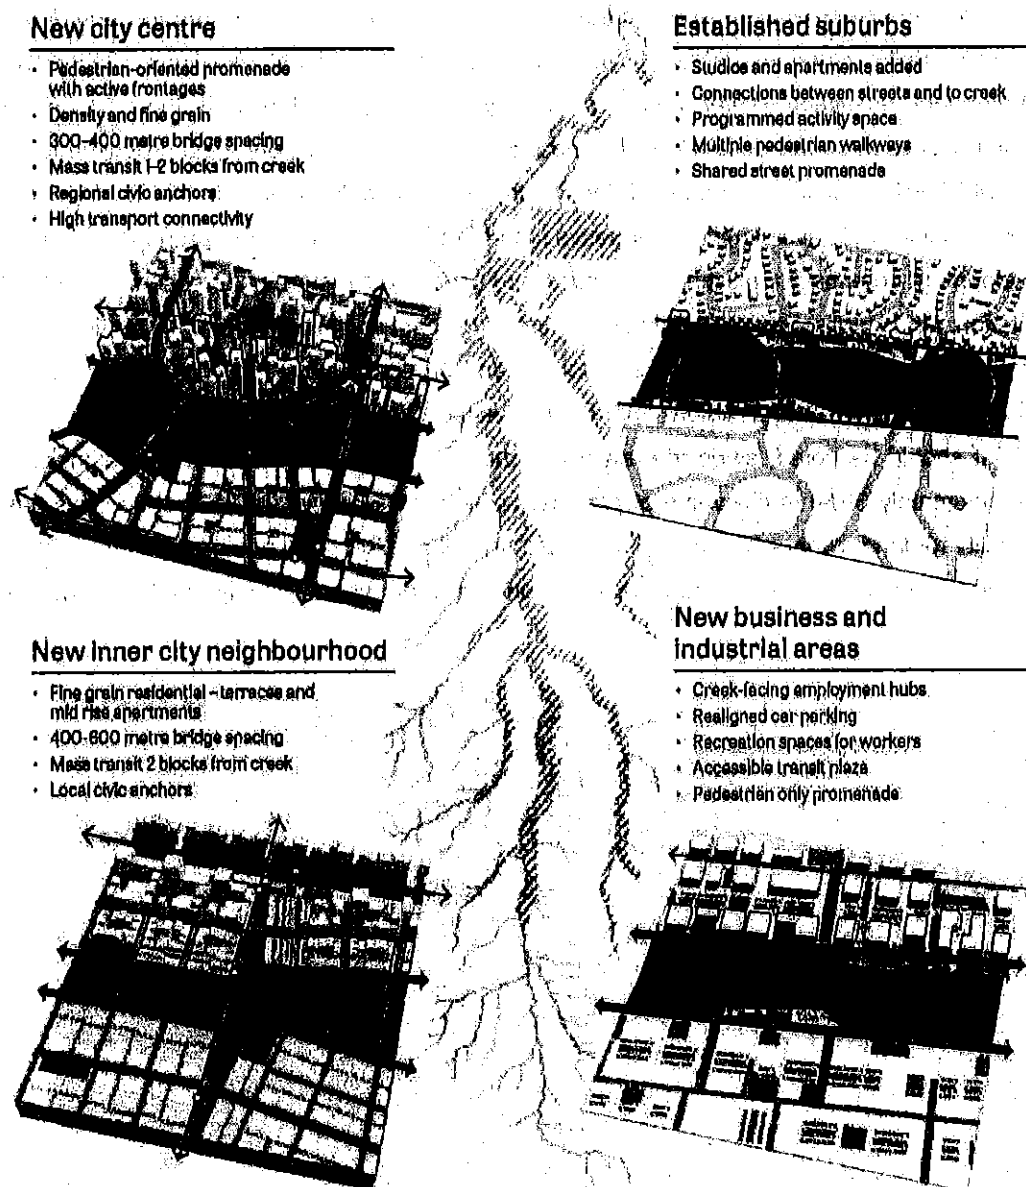 New city centre
· Pedestrian-oriented promenade
with active frontages
· Density and fine grain
· 300-400 metre bridge spacing
· Mass transit 1-2 blocks from creek
· Regional civic anchors
· High transport connectivity
Established suburbs
· Studios and apartments added
· Connections between streets and to creek
· Programmed activity space
· Multiple pedestrian walkways
· Shared street promenade
New inner city neighbourhood
· Fine grain residential – terraces and
mid rise apartments
· 400-600 metre bridge spacing
· Mass transit 2 blocks from creek
· Local civic anchors
New business and
industrial areas
· Creek-facing employment hubs
· Realigned car parking
· Recreation spaces for workers
· Accessible transit plaza
· Pedestrian only promenade